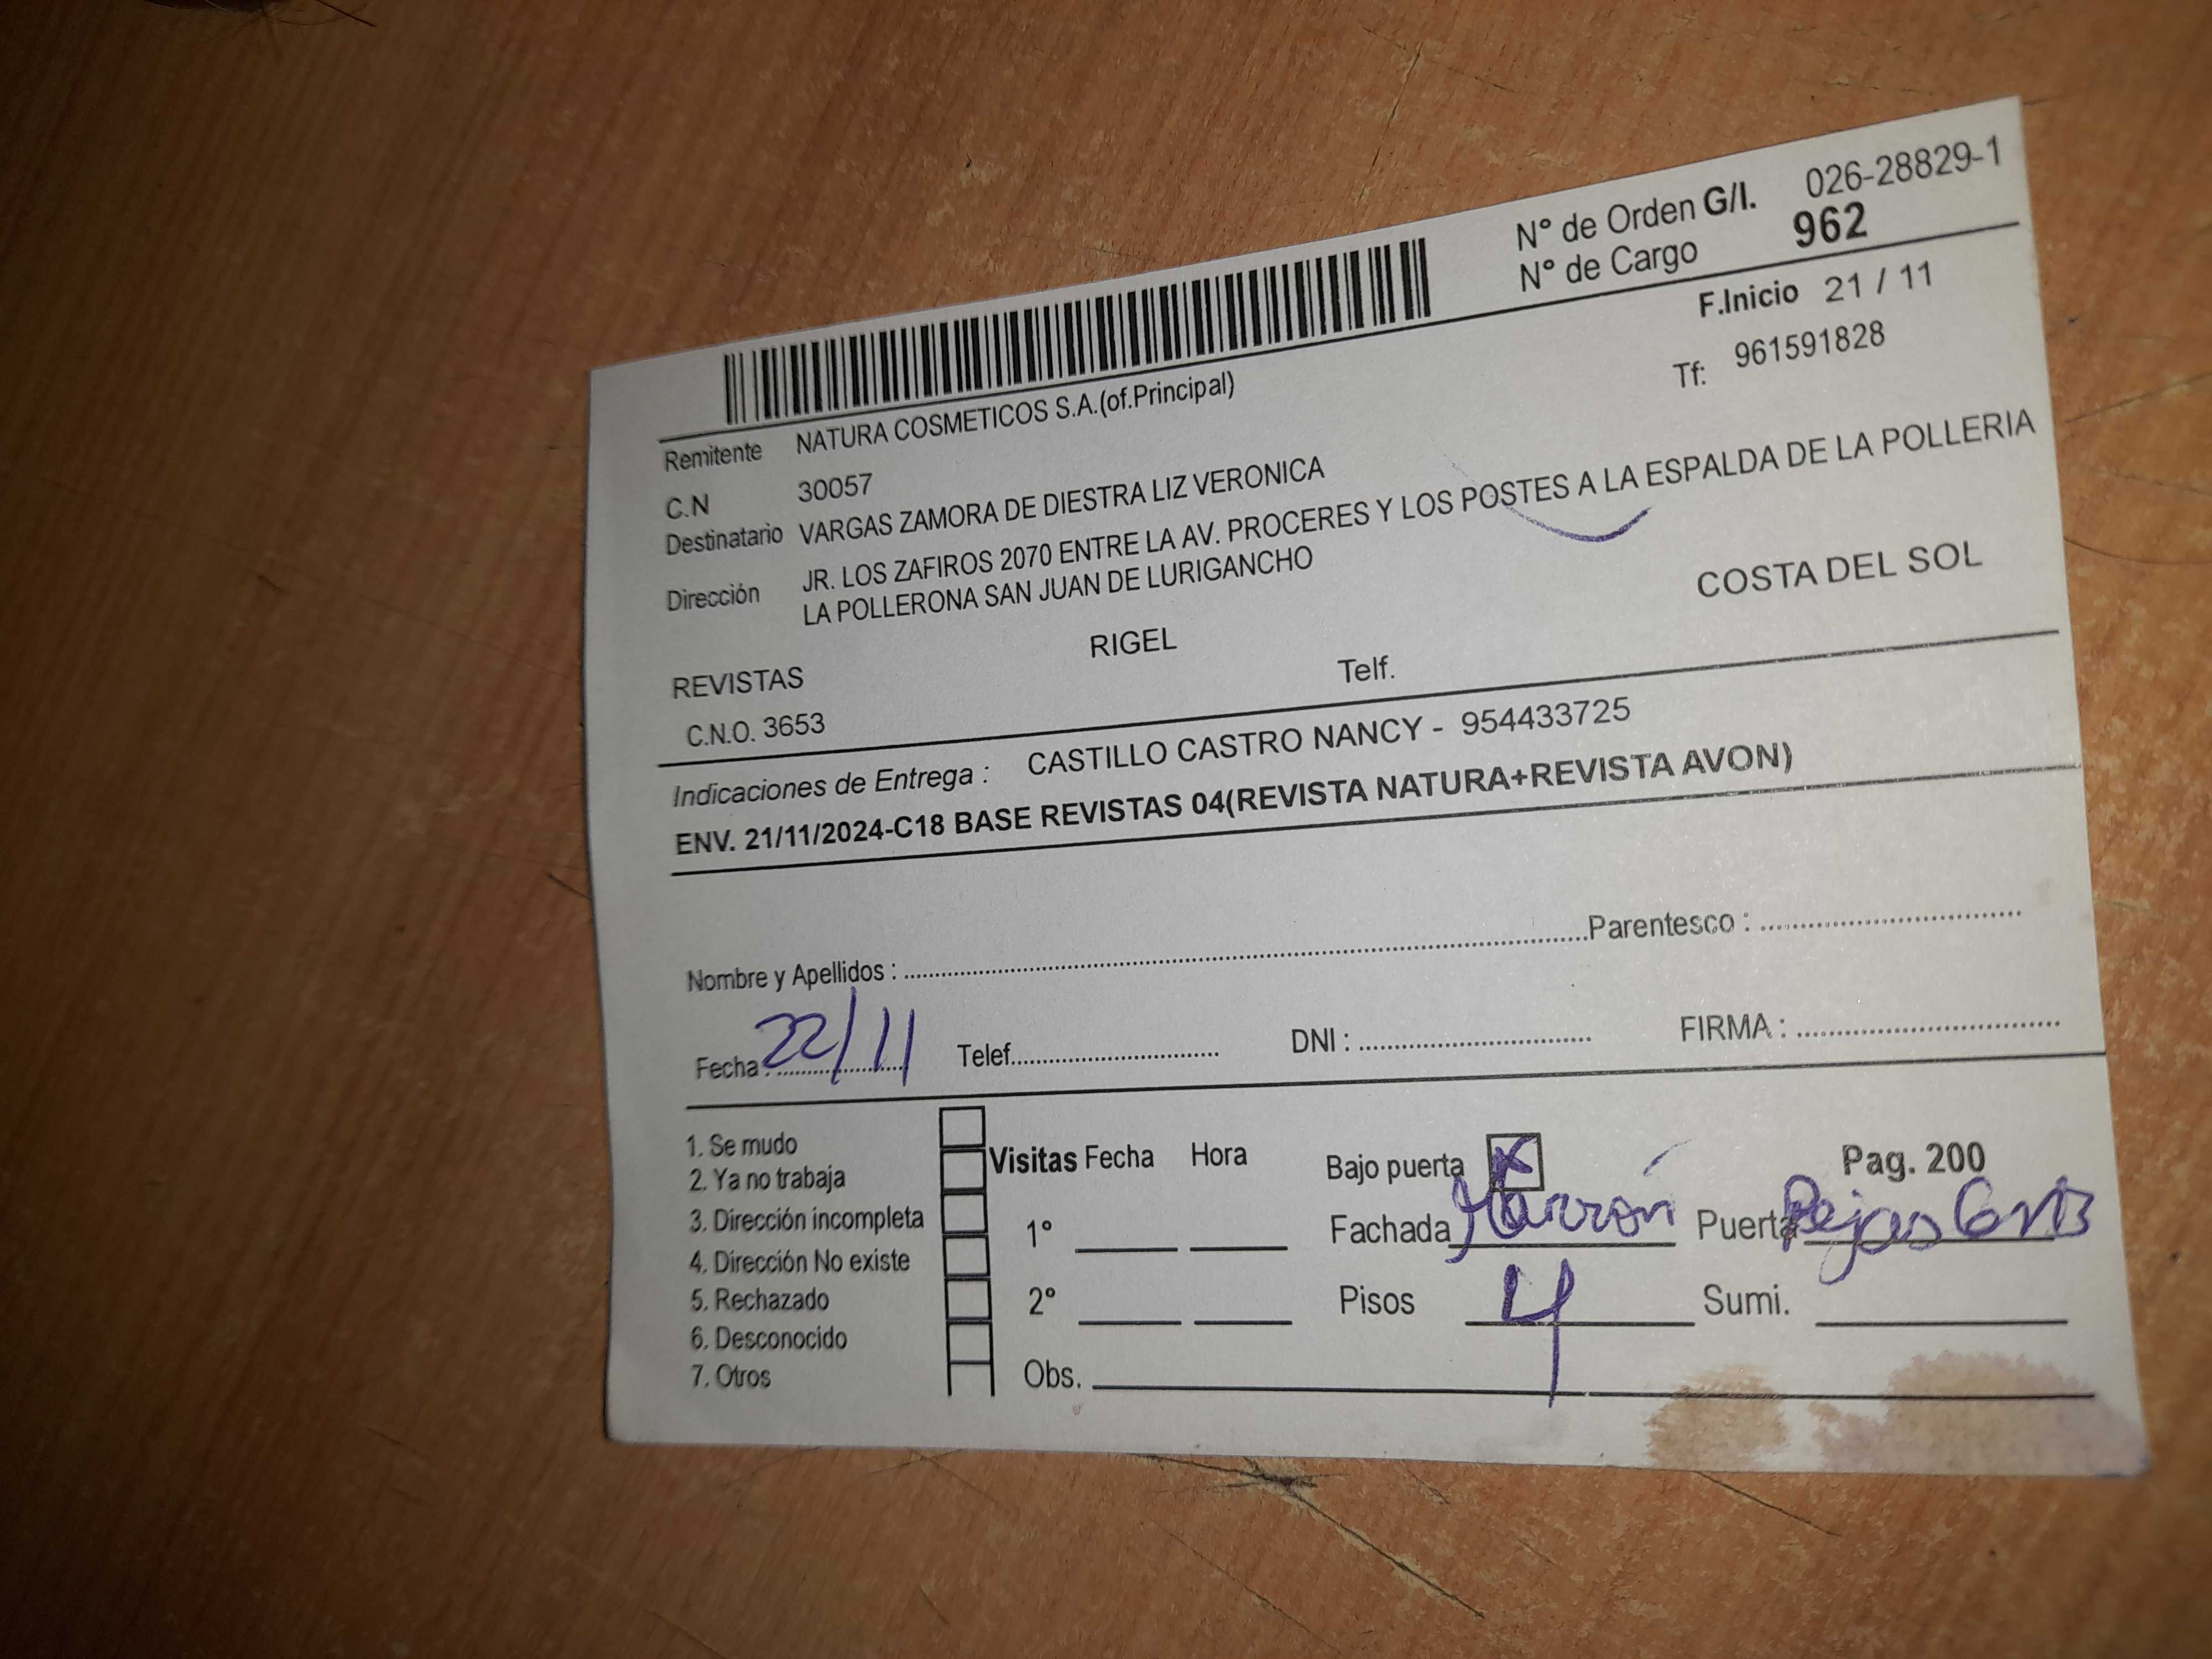 N° de Orden G/I. 026-28829-1
N° de Cargo 962
F.Inicio 21 / 11
Tf: 961591828
Remitente NATURA COSMETICOS S.A.(of.Principal)
C.N 30057
Destinatario VARGAS ZAMORA DE DIESTRA LIZ VERONICA
Dirección JR. LOS ZAFIROS 2070 ENTRE LA AV. PROCERES Y LOS POSTES A LA ESPALDA DE LA POLLERIA
LA POLLERONA SAN JUAN DE LURIGANCHO
COSTA DEL SOL
REVISTAS RIGEL
C.N.O. 3653 Telf.
Indicaciones de Entrega : CASTILLO CASTRO NANCY - 954433725
ENV. 21/11/2024-C18 BASE REVISTAS 04(REVISTA NATURA+REVISTA AVON)
Nombre y Apellidos : Parentesco :
Fecha : 22/11 Telef. DNI : FIRMA :
1. Se mudo
2. Ya no trabaja
3. Dirección incompleta
4. Dirección No existe
5. Rechazado
6. Desconocido
7. Otros
Visitas Fecha Hora
1°
2°
Obs.
Bajo puerta X Pag. 200
Fachada Marrón Puerta Rejas
Pisos 4 Sumi.